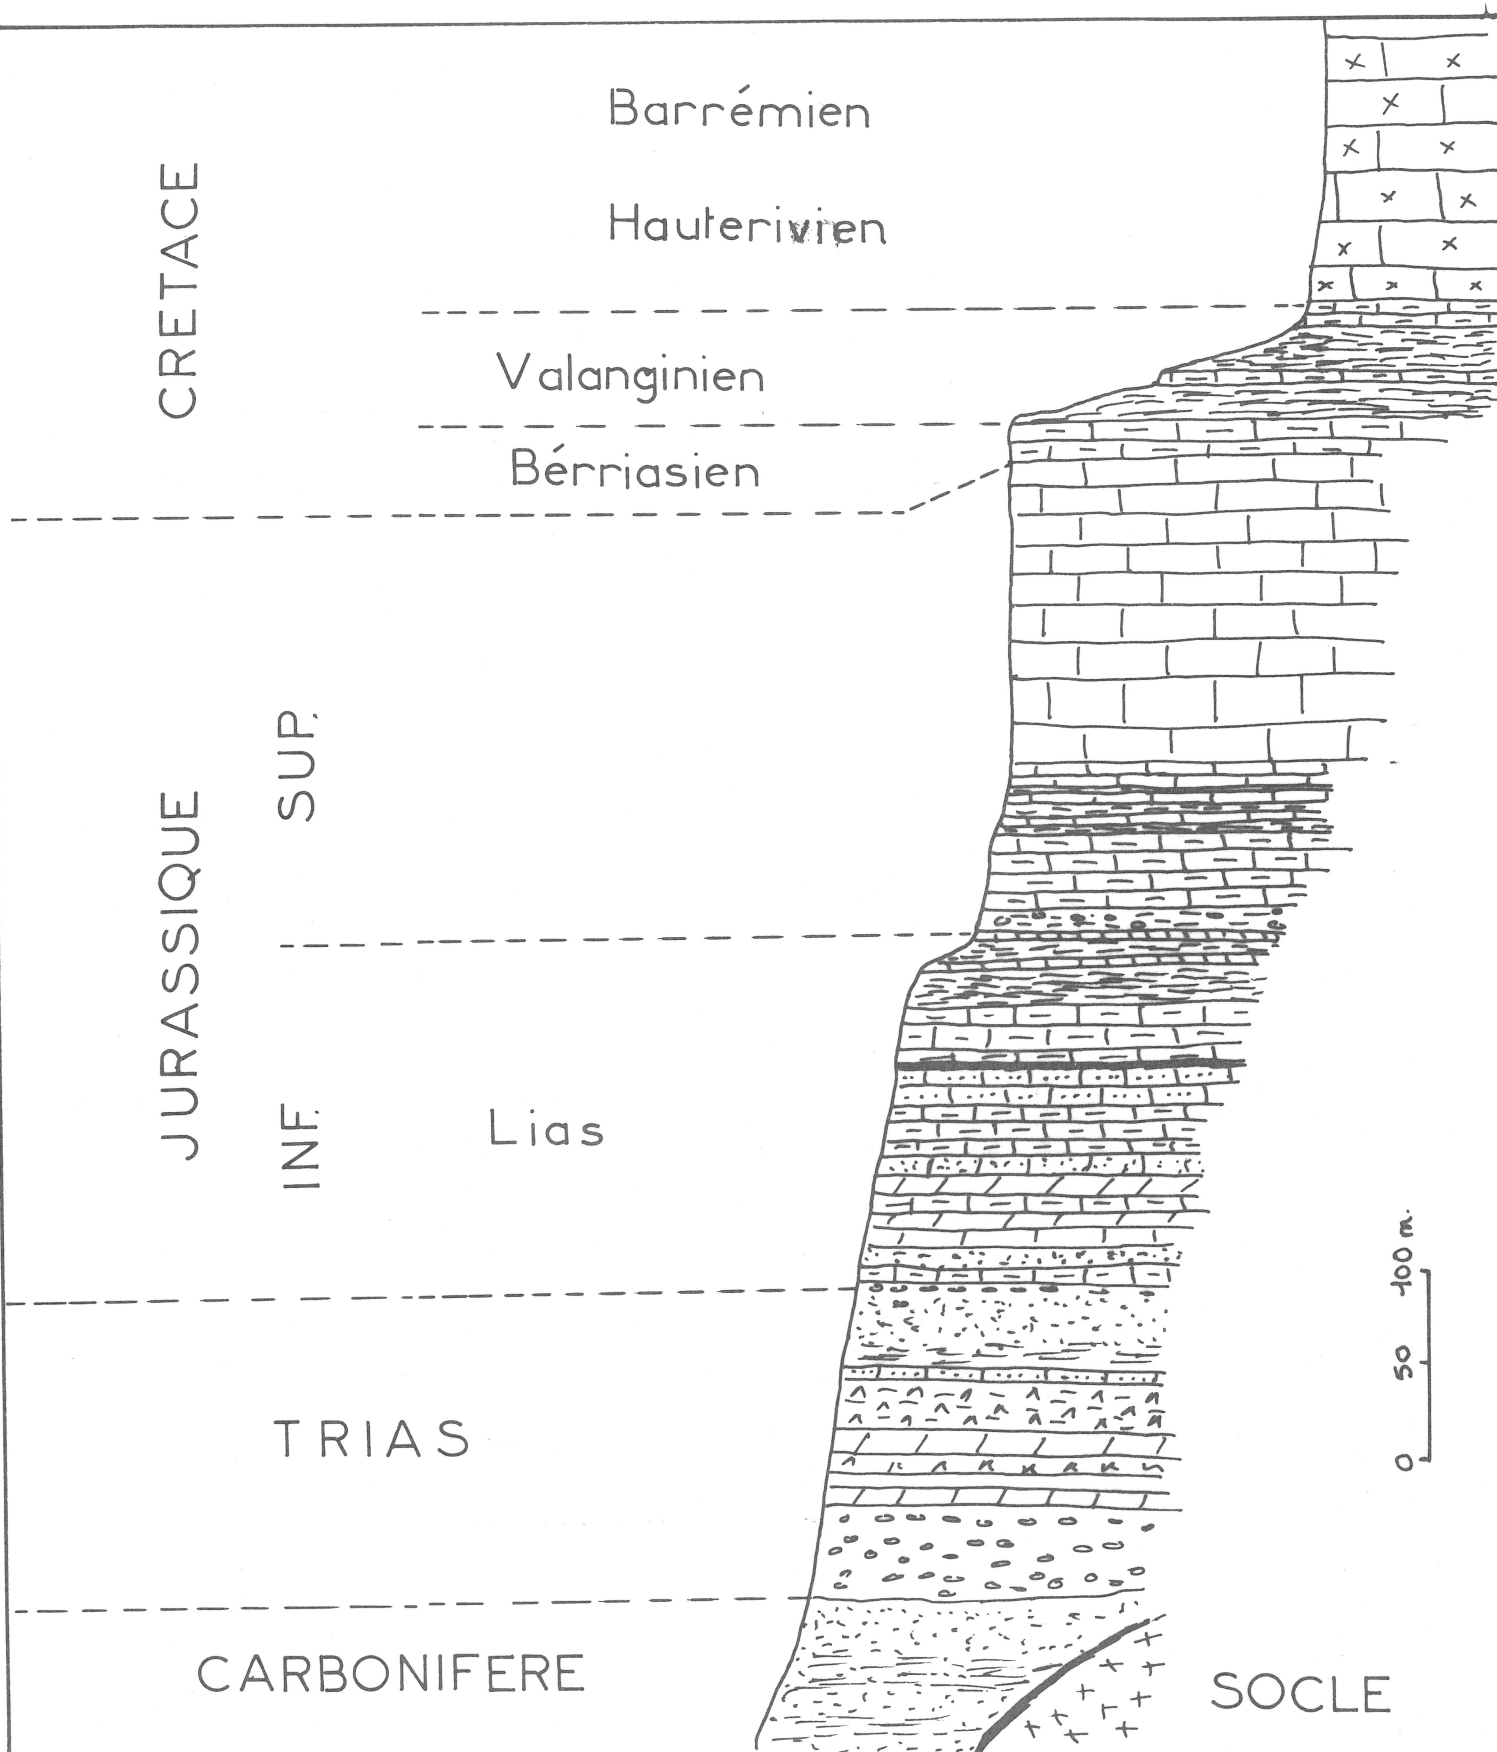 CRETACE
Barrémien
Hauterivien
Valanginien
Bérriasien
JURASSIQUE
SUP.
INF.
Lias
TRIAS
CARBONIFERE
SOCLE
100 m.
50
0